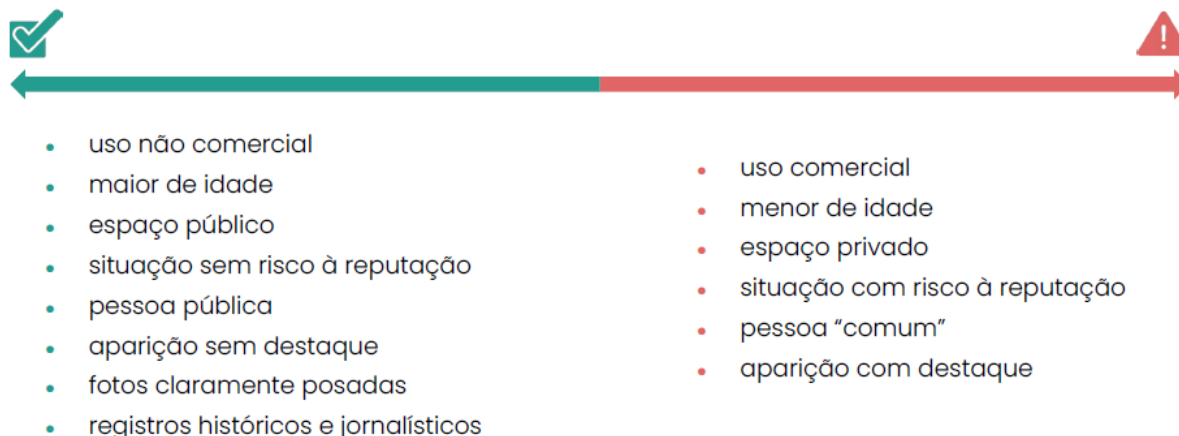 uso não comercial
maior de idade
espaço público
situação sem risco à reputação
pessoa pública
aparição sem destaque
fotos claramente posadas
registros históricos e jornalísticos
uso comercial
menor de idade
espaço privado
situação com risco à reputação
pessoa “comum”
aparição com destaque